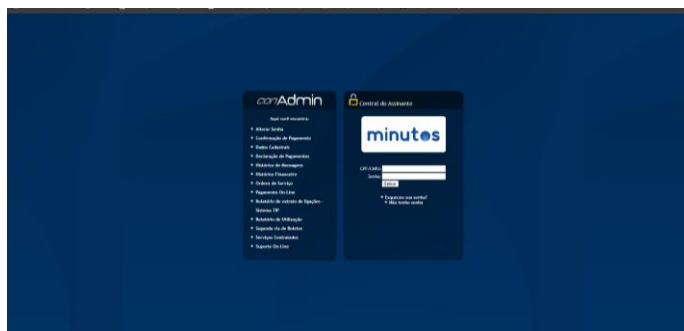 conAdmin
Aqui você encontra:
Alterar Senha
Confirmação de Pagamento
Dados Cadastrais
Declaração de Pagamentos
Histórico de Mensagens
Histórico Financeiro
Ordens de Serviço
Pagamento On-Line
Relatório de extrato de ligações -
Sistema TIP
Relatório de Utilização
Segunda via de Boletos
Serviços Contratados
Suporte On-Line
Central do Assinante
minutos
CPF/CNPJ:
Senha:
Entrar
Esqueceu sua senha?
Não tenho senha